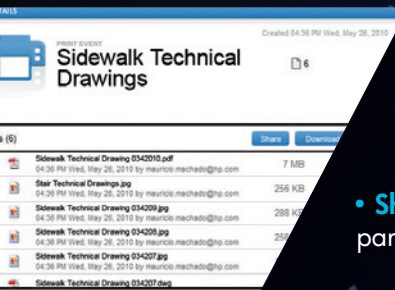 ETAILS
Created 04:36 PM Wed, May 26, 2010
PRINT EVENT
Sidewalk Technical
Drawings
6
s (6)
Share Download
Sidewalk Technical Drawing 0342010.pdf
04:36 PM Wed, May 26, 2010 by mauricio.machado@hp.com
7 MB
Stair Technical Drawings.jpg
04:36 PM Wed, May 26, 2010 by mauricio.machado@hp.com
256 KB
Sidewalk Technical Drawing 034209.jpg
04:36 PM Wed, May 26, 2010 by mauricio.machado@hp.com
288 KB
Sidewalk Technical Drawing 034208.jpg
04:36 PM Wed, May 26, 2010 by mauricio.machado@hp.com
256
Sidewalk Technical Drawing 034207.jpg
04:36 PM Wed, May 26, 2010 by mauricio.machado@hp.com
Sidewalk Technical Drawing 034207.dwg
• Sh
par